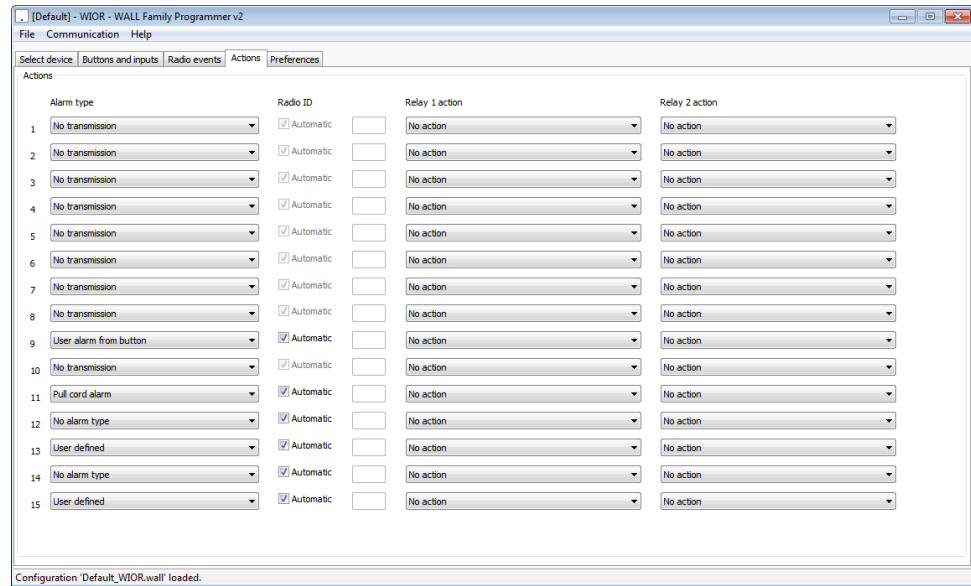 [Default] - WIOR - WALL Family Programmer v2
File Communication Help
Select device Buttons and inputs Radio events Actions Preferences
Actions
Alarm type Radio ID Relay 1 action Relay 2 action
1 No transmission Automatic No action No action
2 No transmission Automatic No action No action
3 No transmission Automatic No action No action
4 No transmission Automatic No action No action
5 No transmission Automatic No action No action
6 No transmission Automatic No action No action
7 No transmission Automatic No action No action
8 No transmission Automatic No action No action
9 User alarm from button Automatic No action No action
10 No transmission Automatic No action No action
11 Pull cord alarm Automatic No action No action
12 No alarm type Automatic No action No action
13 User defined Automatic No action No action
14 No alarm type Automatic No action No action
15 User defined Automatic No action No action
Configuration 'Default_WIOR.wall' loaded.